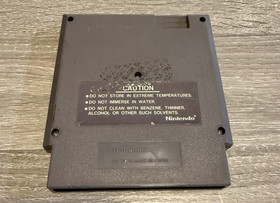 CAUTION
●DO NOT STORE IN EXTREME TEMPERATURES.
●DO NOT IMMERSE IN WATER.
●DO NOT CLEAN WITH BENZENE, THINNER,
ALCOHOL OR OTHER SUCH SOLVENTS.
Nintendo